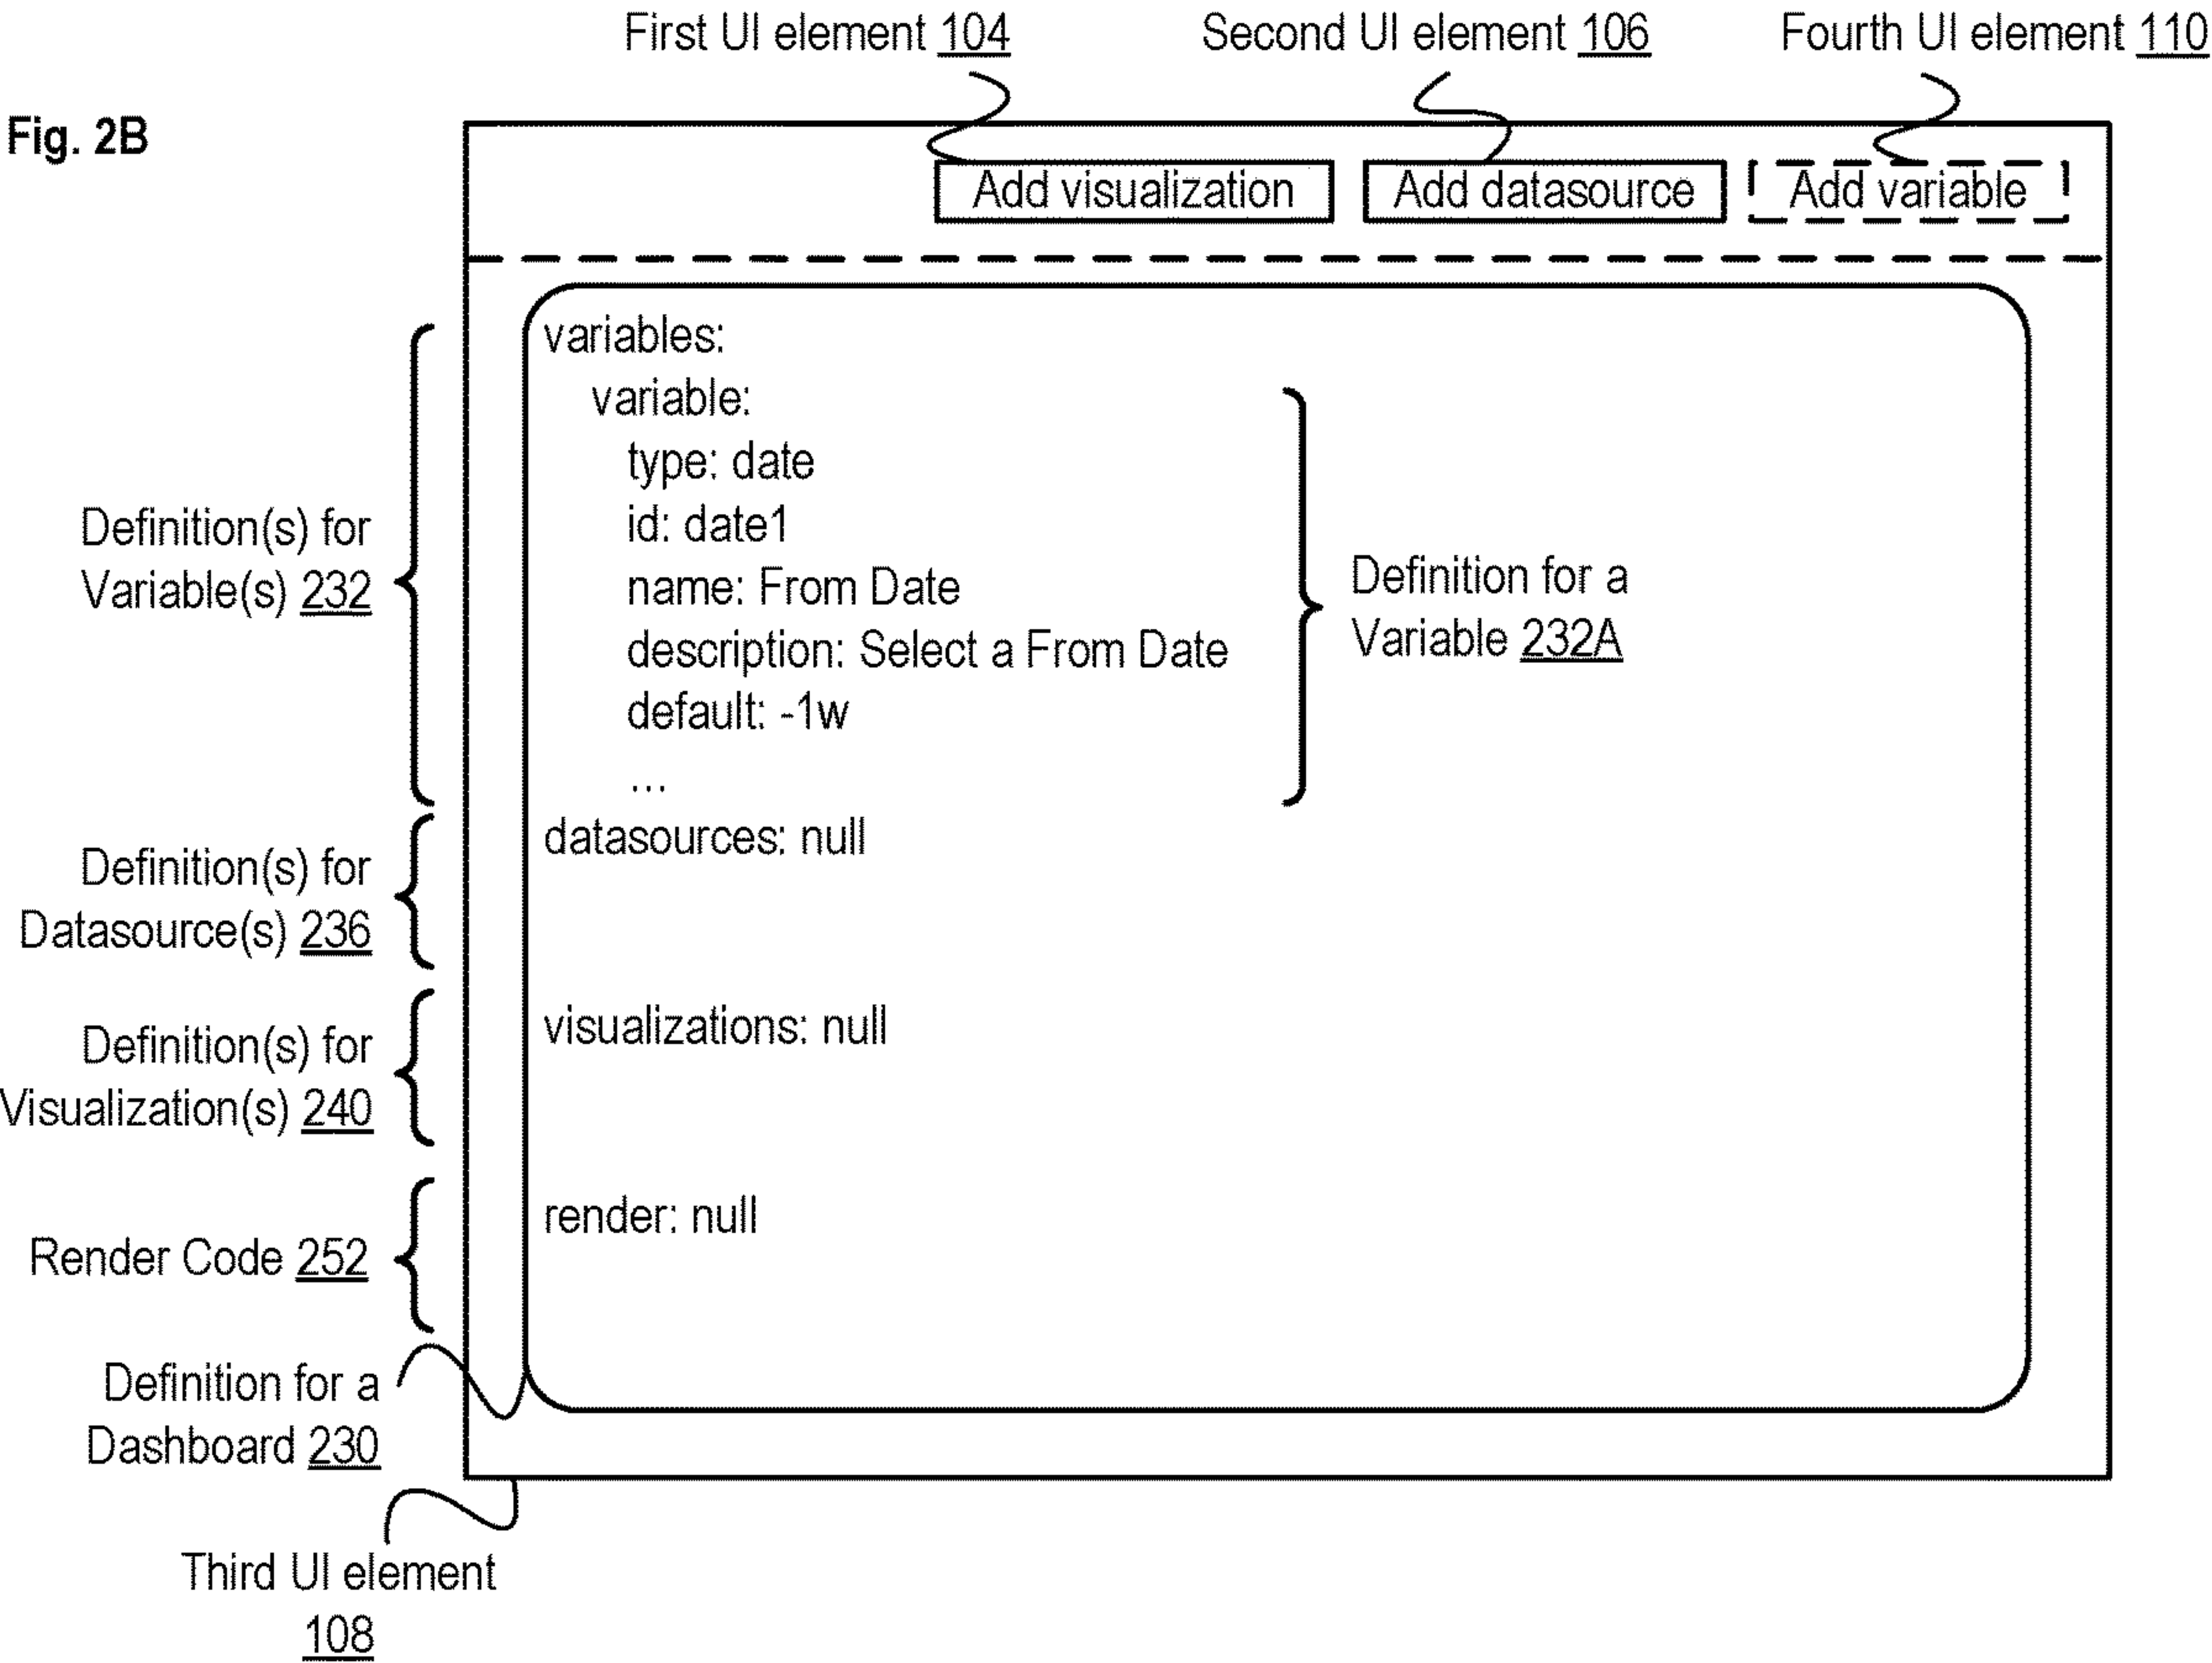 First UI element 104
Second UI element 106
Fourth UI element 110
Fig. 2B
Add visualization
Add datasource
Add variable
variables:
variable:
type: date
id: date1
name: From Date
description: Select a From Date
default: -1w
...
datasources: null
visualizations: null
render: null
Definition(s) for
Variable(s) 232
Definition for a
Variable 232A
Definition(s) for
Datasource(s) 236
Definition(s) for
Visualization(s) 240
Render Code 252
Definition for a
Dashboard 230
Third UI element
108